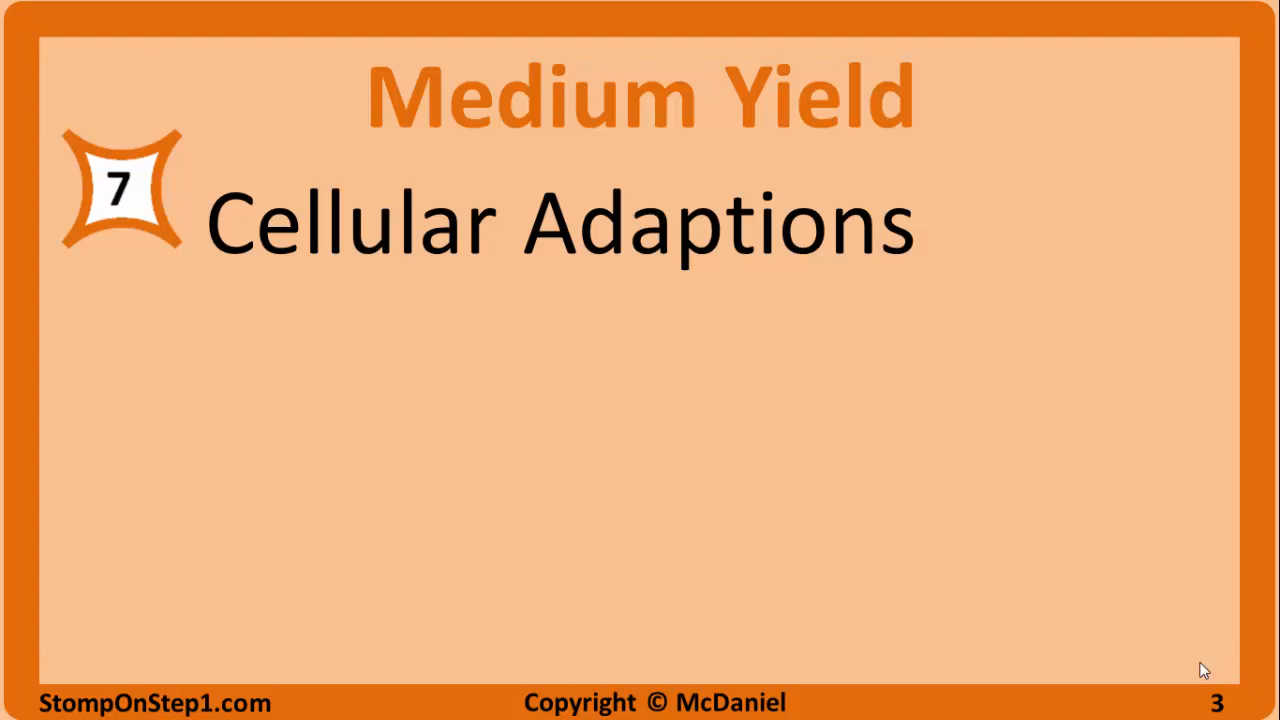 Medium Yield
7
Cellular Adaptions
StompOnStep1.com
Copyright © McDaniel
3